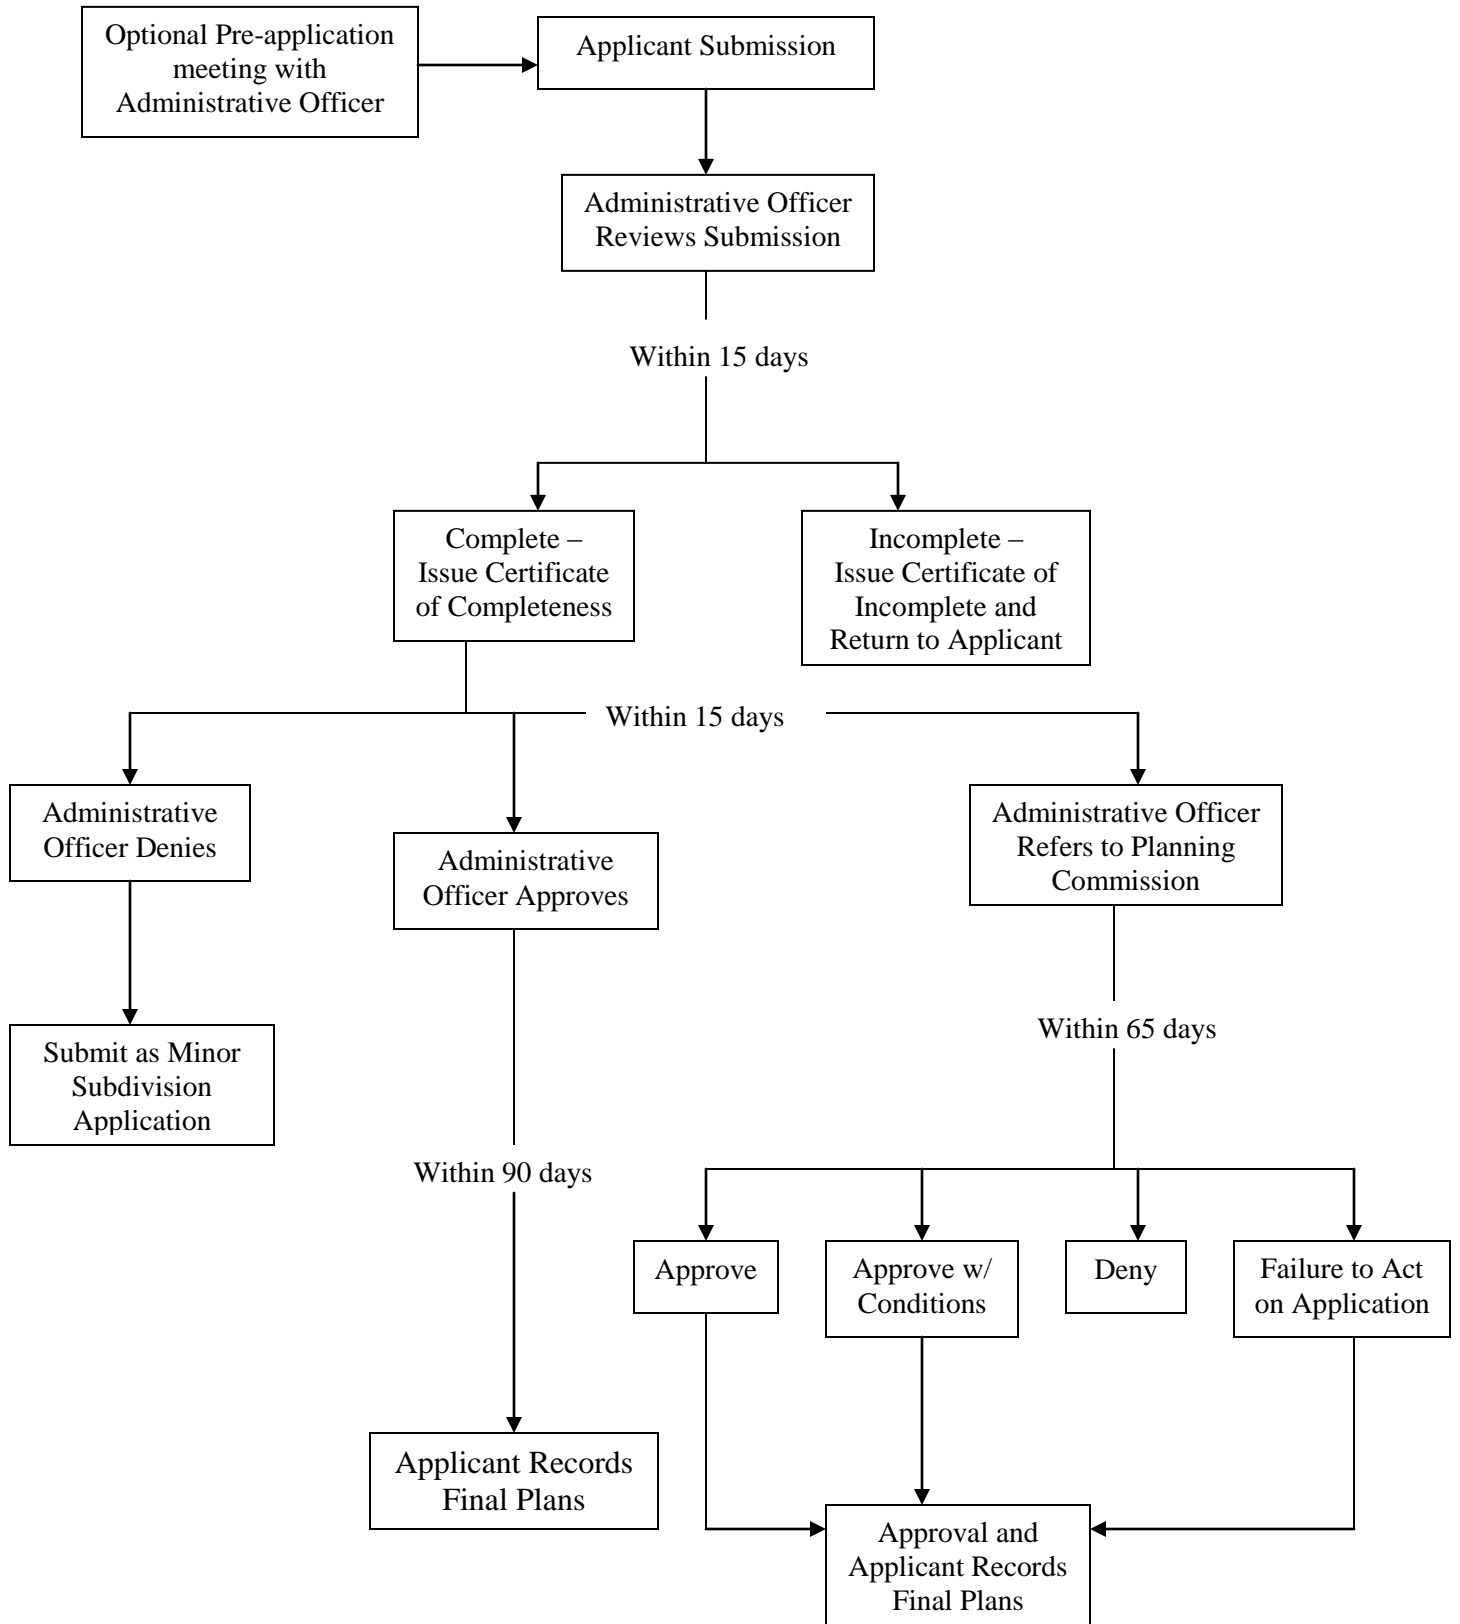 Optional Pre-application
meeting with
Administrative Officer
Applicant Submission
Administrative Officer
Reviews Submission
Within 15 days
Complete –
Issue Certificate
of Completeness
Incomplete –
Issue Certificate of
Incomplete and
Return to Applicant
Within 15 days
Administrative
Officer Denies
Administrative
Officer Approves
Administrative Officer
Refers to Planning
Commission
Submit as Minor
Subdivision
Application
Within 65 days
Within 90 days
Approve
Approve w/
Conditions
Deny
Failure to Act
on Application
Applicant Records
Final Plans
Approval and
Applicant Records
Final Plans